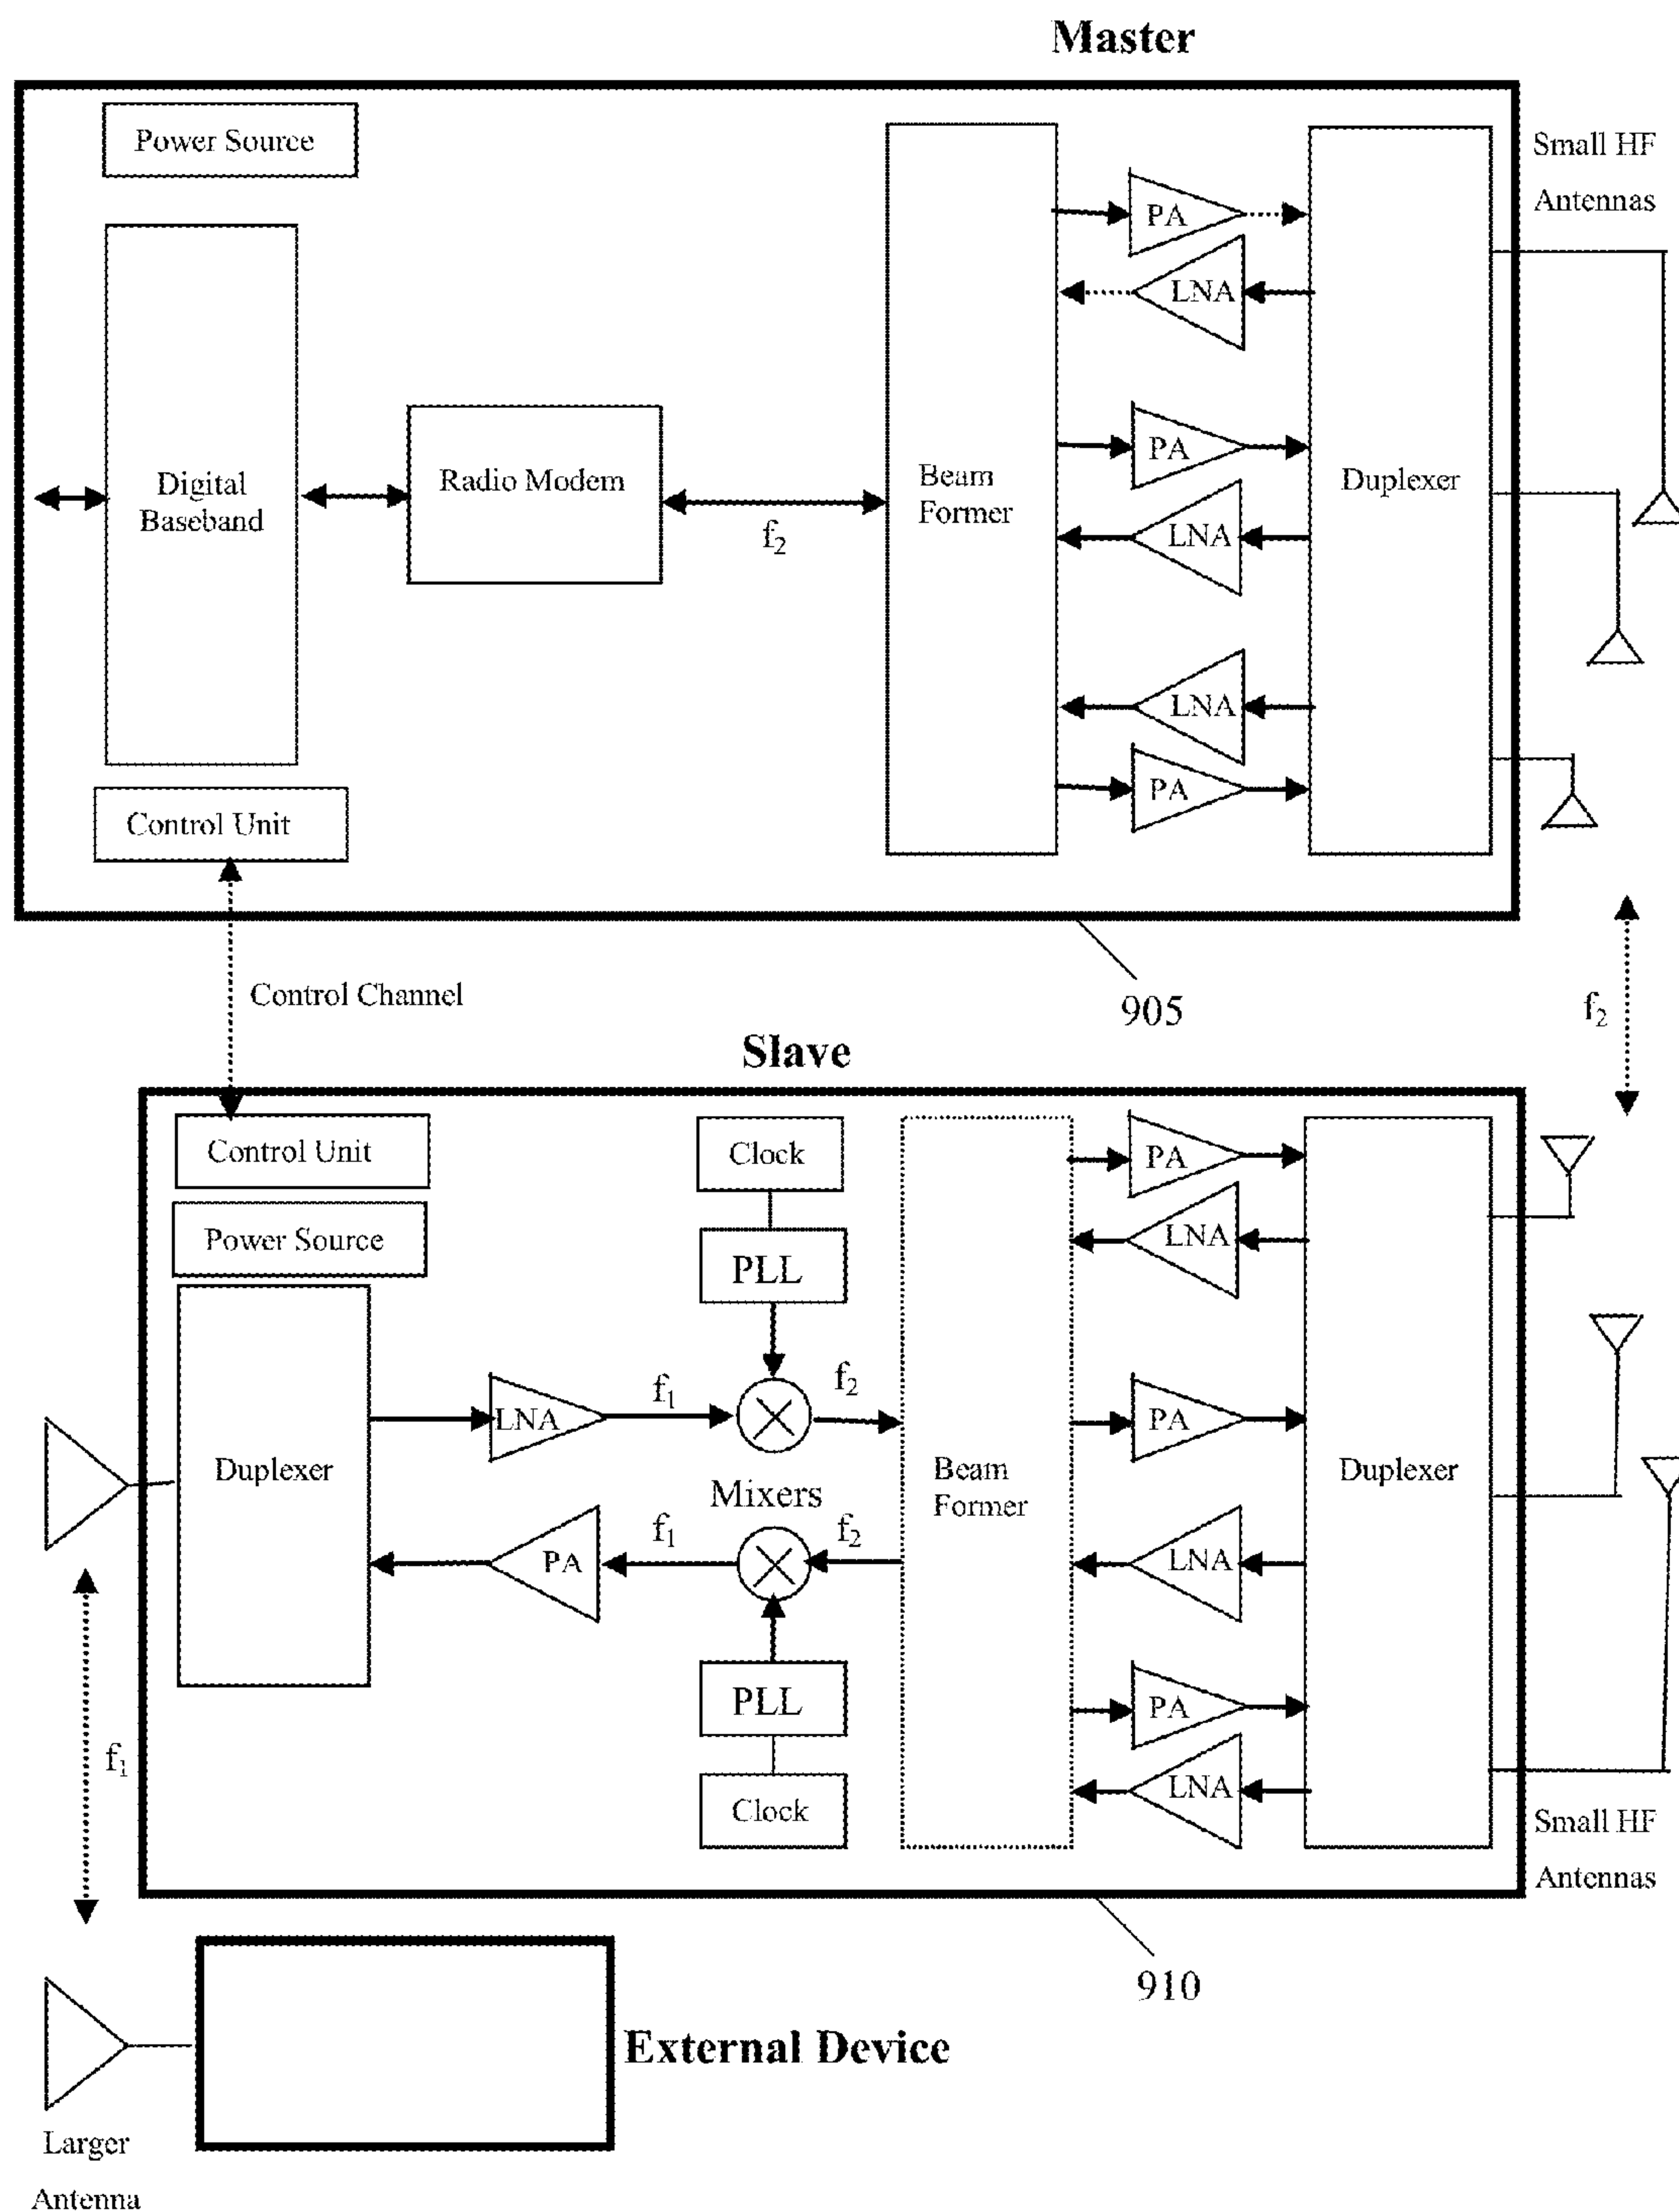 Master
Power Source
Small HF
Antennas
PA
LNA
Digital
Baseband
Radio Modem
f2
Beam
Former
PA
LNA
Duplexer
LNA
PA
Control Unit
Control Channel
905
f2
Slave
Control Unit
Power Source
Clock
PLL
PA
LNA
Duplexer
LNA
f1
f2
Mixers
PA
f1
f2
Beam
Former
PA
LNA
Duplexer
PLL
Clock
PA
LNA
f1
Small HF
Antennas
910
External Device
Larger
Antenna